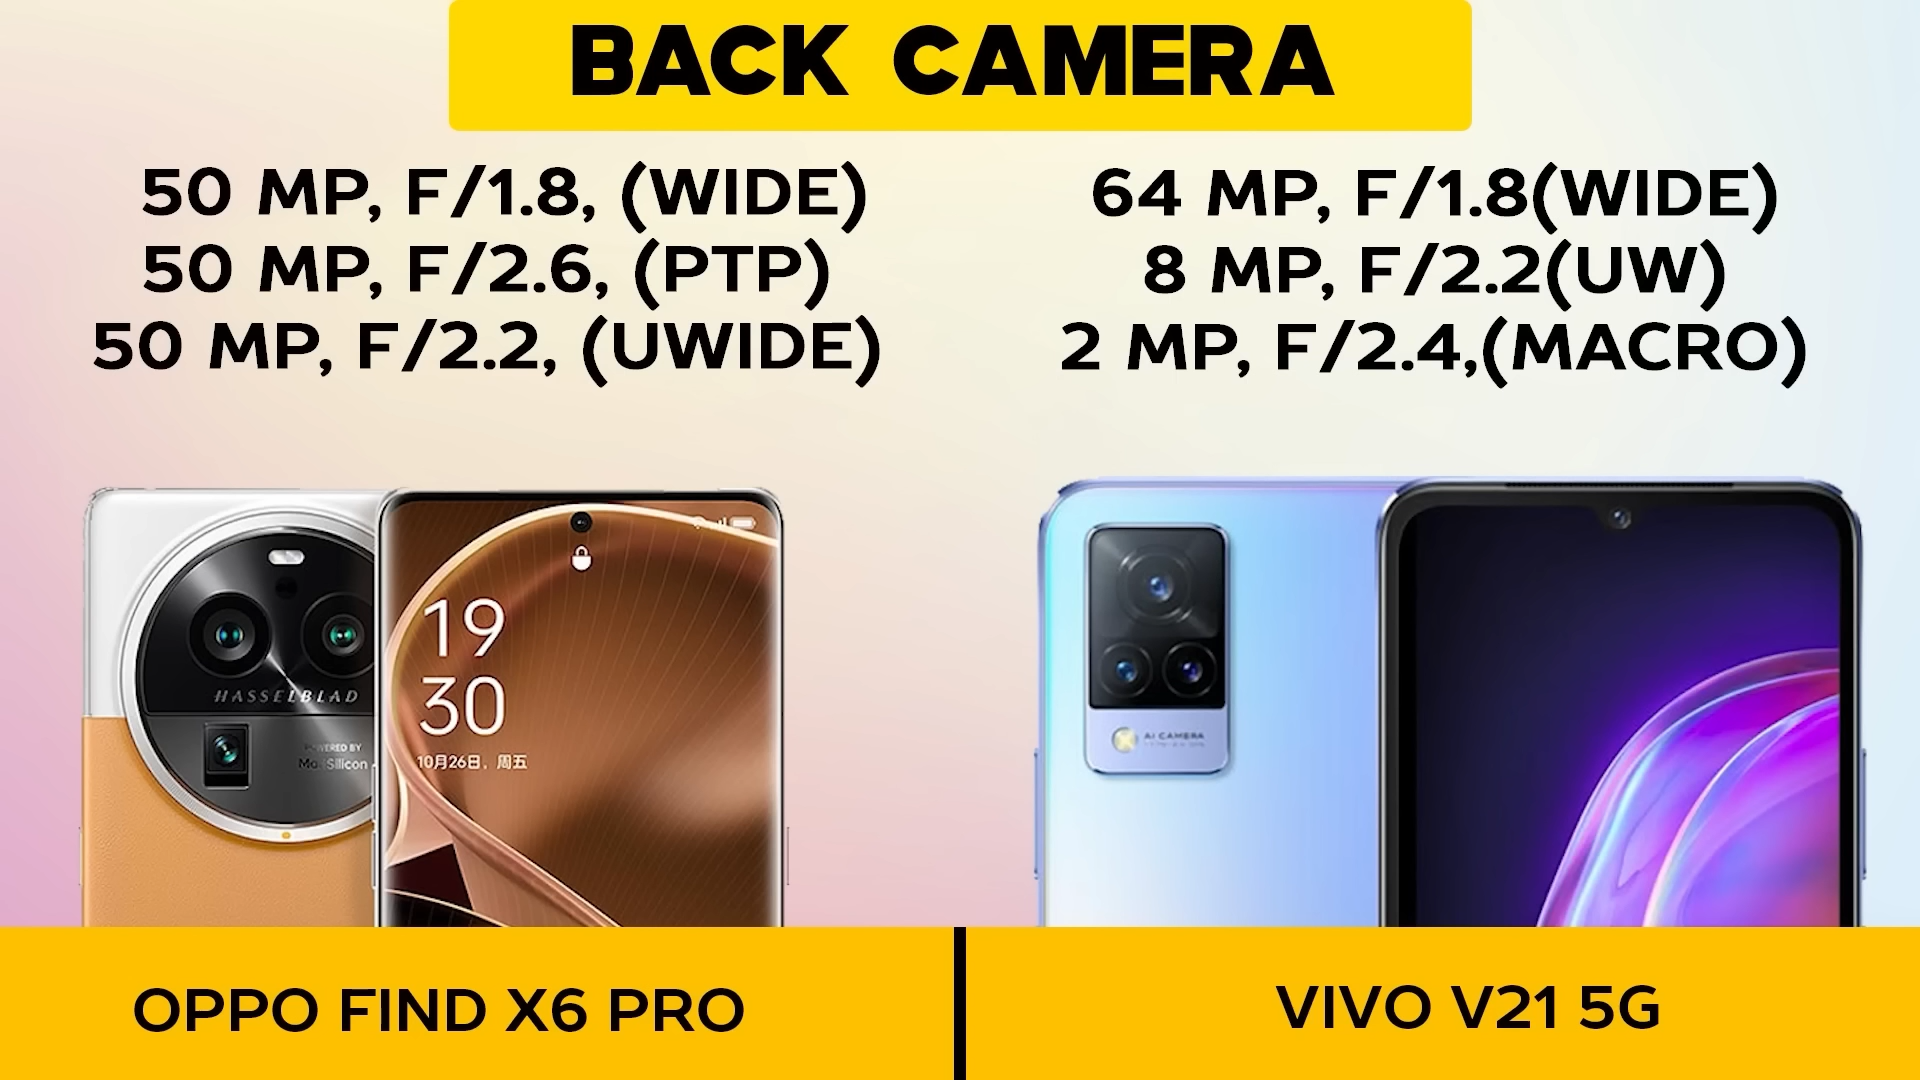 BACK CAMERA
50 MP, F/1.8, (WIDE)
50 MP, F/2.6, (PTP)
50 MP, F/2.2, (UWIDE)
64 MP, F/1.8(WIDE)
8 MP, F/2.2(UW)
2 MP, F/2.4,(MACRO)
HASSELBLAD
POWERED BY
19
30
10月26日，周五
AI CAMERA
OPPO FIND X6 PRO
VIVO V21 5G